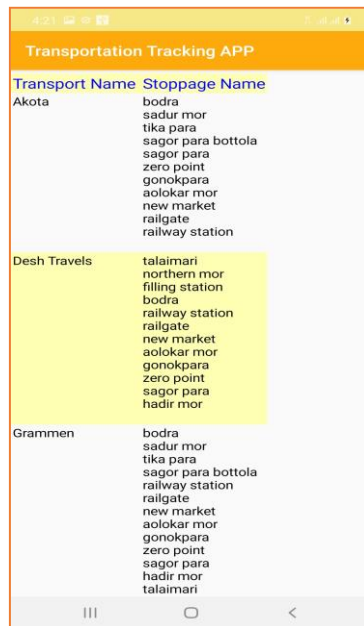 4:21
Transportation Tracking APP
Transport Name Stoppage Name
Akota bodra
sadur mor
tika para
sagor para bottola
sagor para
zero point
gonokpara
aolokar mor
new market
railgate
railway station
Desh Travels talaimari
northern mor
filling station
bodra
railway station
railgate
new market
aolokar mor
gonokpara
zero point
sagor para
hadir mor
Grammen bodra
sadur mor
tika para
sagor para bottola
railway station
railgate
new market
aolokar mor
gonokpara
zero point
sagor para
hadir mor
talaimari